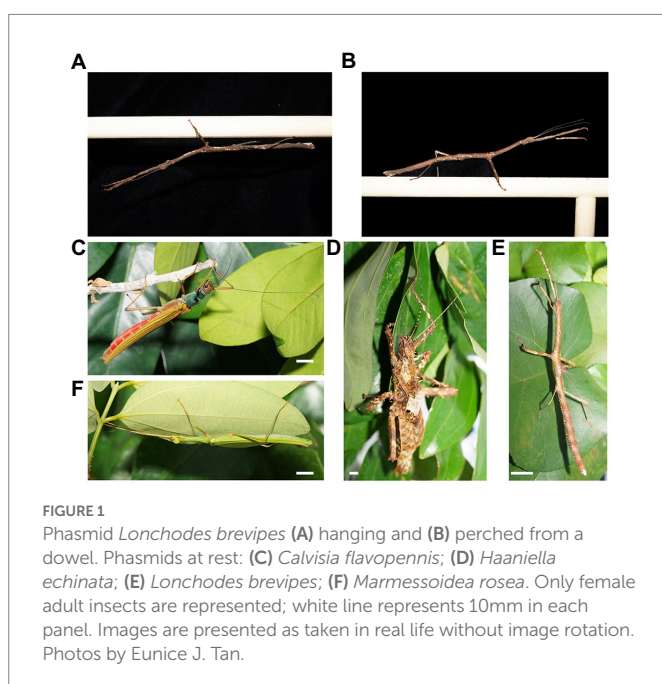 A
B
C
D
E
F
FIGURE 1
Phasmid Lonchodes brevipes (A) hanging and (B) perched from a
dowel. Phasmids at rest: (C) Calvisia flavopennis; (D) Haaniella
echinata; (E) Lonchodes brevipes; (F) Marmessoidea rosea. Only female
adult insects are represented; white line represents 10mm in each
panel. Images are presented as taken in real life without image rotation.
Photos by Eunice J. Tan.